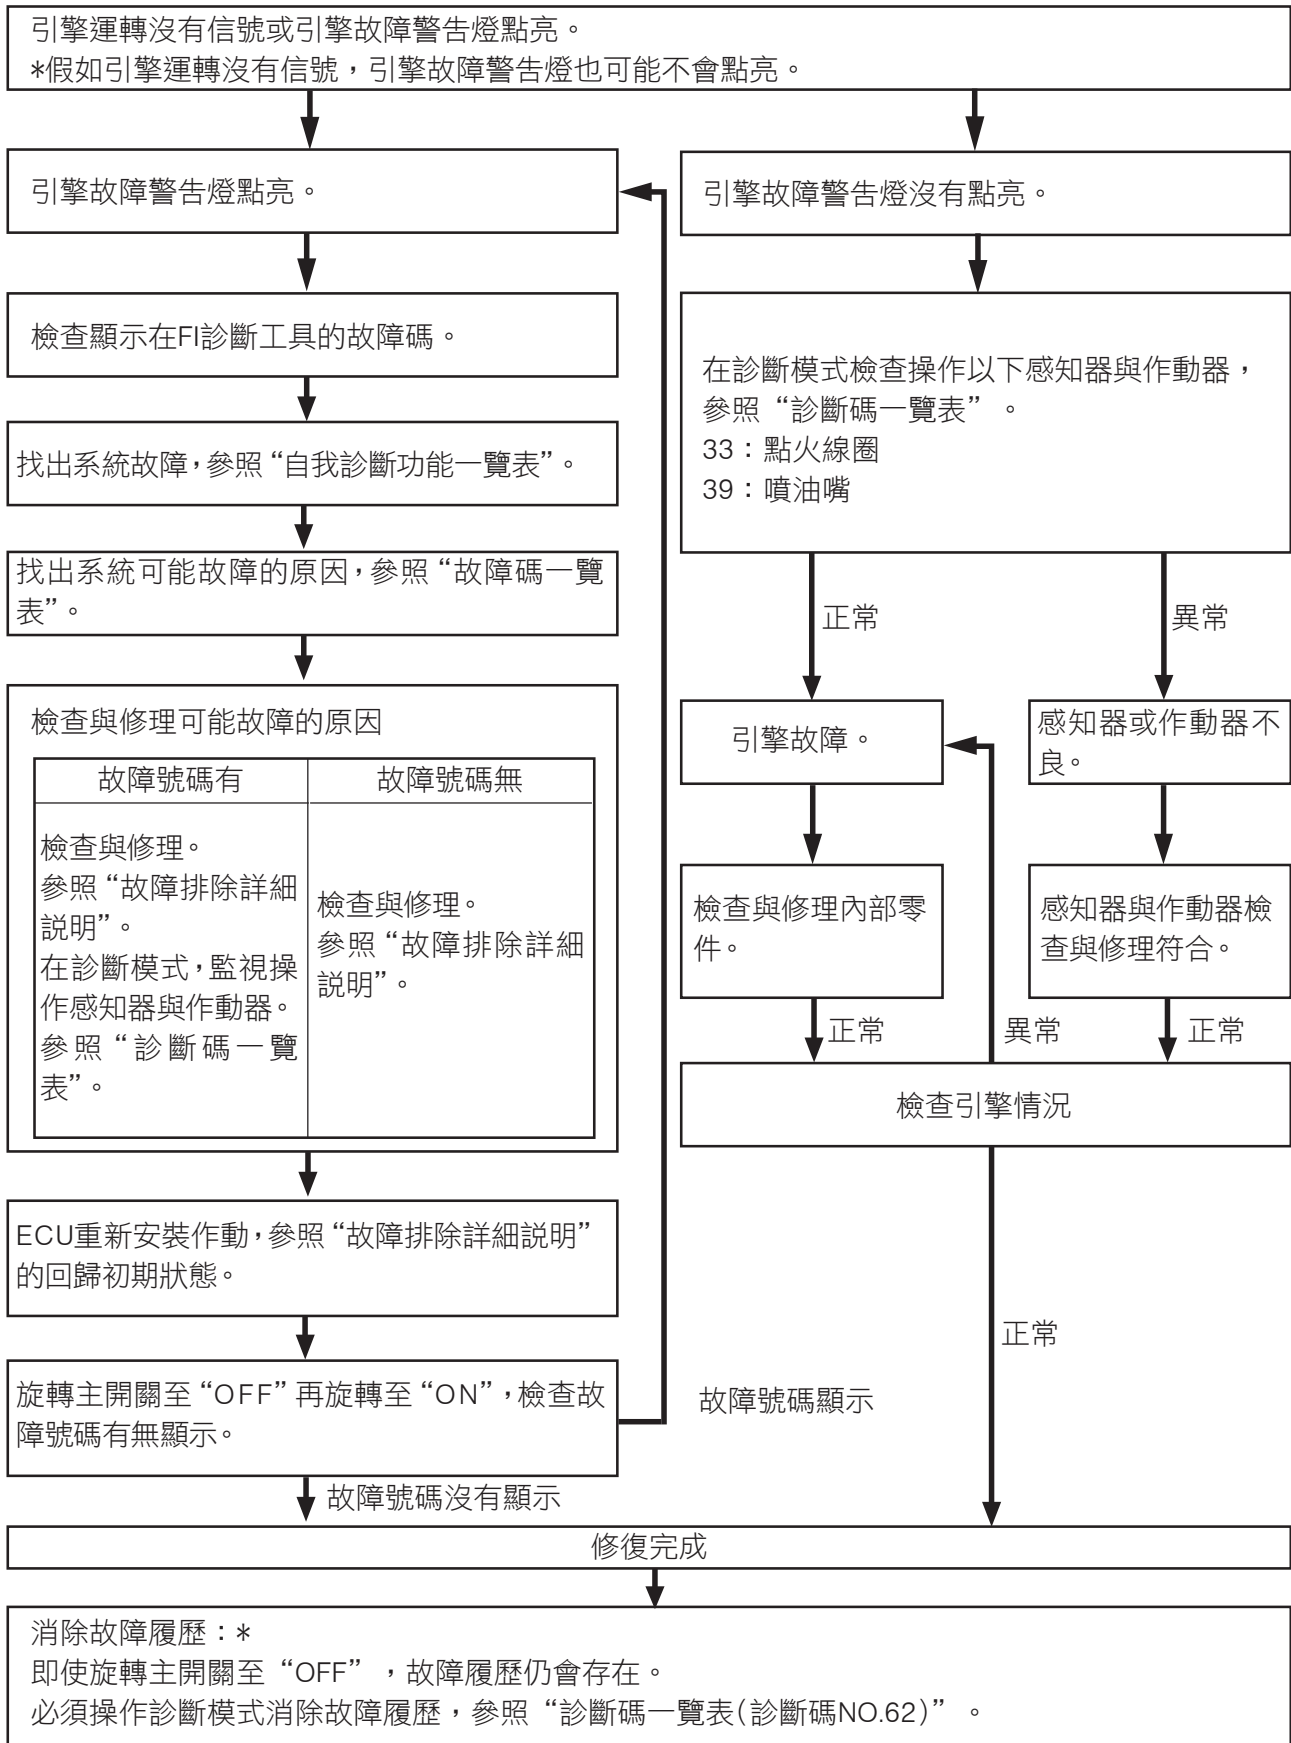 引擎運轉沒有信號或引擎故障警告燈點亮。
*假如引擎運轉沒有信號，引擎故障警告燈也可能不會點亮。
引擎故障警告燈點亮。
檢查顯示在FI診斷工具的故障碼。
找出系統故障，參照“自我診斷功能一覽表”。
找出系統可能故障的原因，參照“故障碼一覽
表”。
檢查與修理可能故障的原因
故障號碼有
檢查與修理。
參照“故障排除詳細
説明”。
在診斷模式，監視操
作感知器與作動器。
參照“診斷碼一覽
表”。
故障號碼無
檢查與修理。
參照“故障排除詳細
説明”。
ECU重新安裝作動，參照“故障排除詳細説明”
的回歸初期狀態。
旋轉主開關至“OFF”再旋轉至“ON”，檢查故
障號碼有無顯示。
故障號碼顯示
故障號碼沒有顯示
引擎故障警告燈沒有點亮。
在診斷模式檢查操作以下感知器與作動器，
參照“診斷碼一覽表”。
33：點火線圈
39：噴油嘴
正常
異常
引擎故障。
感知器或作動器不
良。
檢查與修理內部零
件。
感知器與作動器檢
查與修理符合。
正常
異常
正常
檢查引擎情況
正常
修復完成
消除故障履歷：*
即使旋轉主開關至“OFF”，故障履歷仍會存在。
必須操作診斷模式消除故障履歷，參照“診斷碼一覽表(診斷碼NO.62)”。